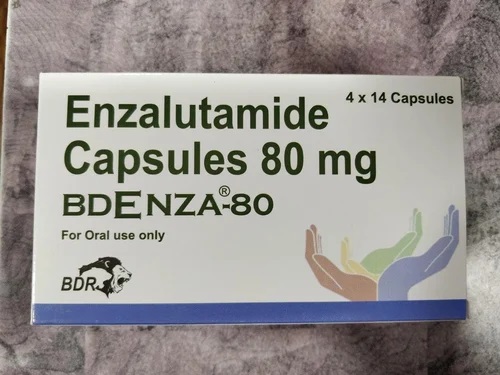 Enzalutamide
4 x 14 Capsules
Capsules 80 mg
BDENZA®-80
For Oral use only
BDR